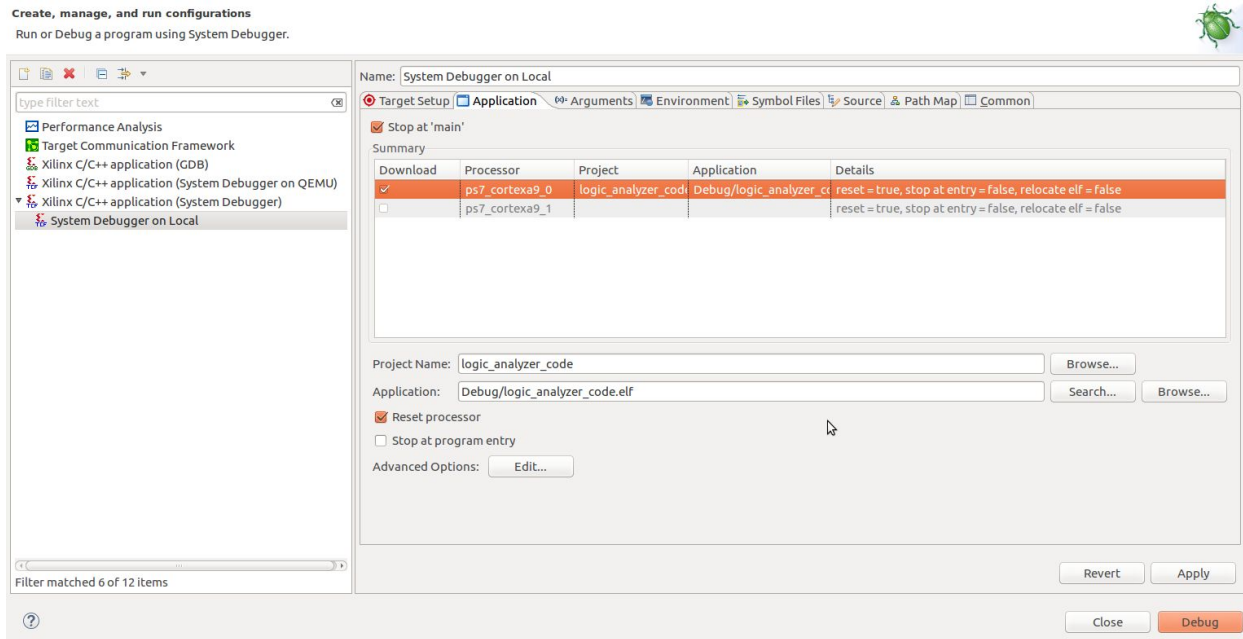 Create, manage, and run configurations
Run or Debug a program using System Debugger.
type filter text
Performance Analysis
Target Communication Framework
Xilinx C/C++ application (GDB)
Xilinx C/C++ application (System Debugger on QEMU)
Xilinx C/C++ application (System Debugger)
System Debugger on Local
Filter matched 6 of 12 items
Name: System Debugger on Local
Target Setup Application Arguments Environment Symbol Files Source Path Map Common
Stop at 'main'
Summary
Download Processor Project Application Details
ps7_cortexa9_0 logic_analyzer_code Debug/logic_analyzer_co reset = true, stop at entry = false, relocate elf = false
ps7_cortexa9_1 reset = true, stop at entry = false, relocate elf = false
Project Name: logic_analyzer_code Browse...
Application: Debug/logic_analyzer_code.elf Search... Browse...
Reset processor
Stop at program entry
Advanced Options: Edit...
Revert Apply
Close Debug